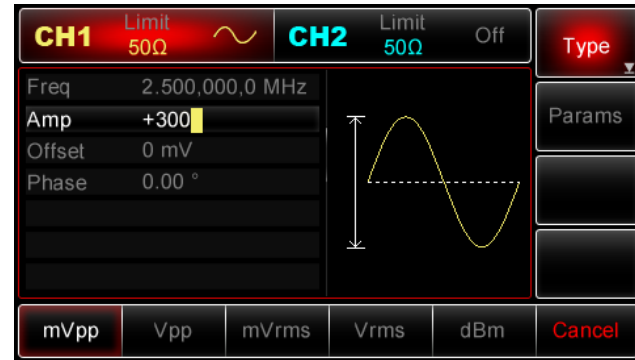 CH1 Limit 50Ω
CH2 Limit 50Ω Off
Type
Freq 2.500,000,0 MHz
Amp +300
Offset 0 mV
Phase 0.00 °
Params
mVpp Vpp mVrms Vrms dBm Cancel